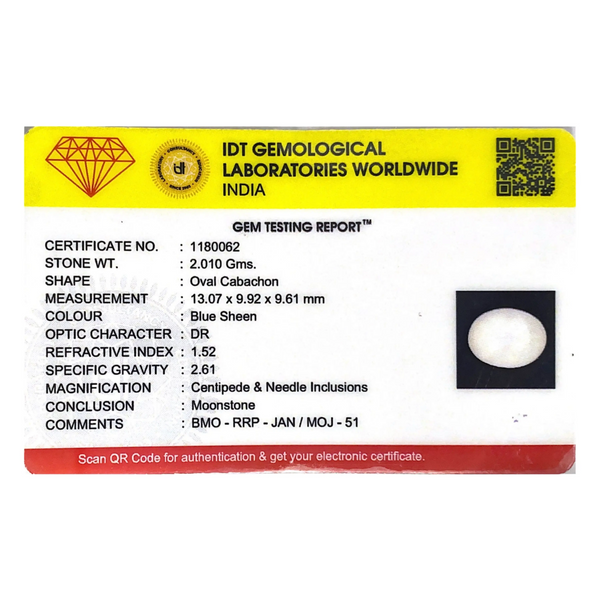 IDT GEMOLOGICAL
LABORATORIES WORLDWIDE
INDIA
GEM TESTING REPORT™
CERTIFICATE NO. : 1180062
STONE WT. : 2.010 Gms.
SHAPE : Oval Cabachon
MEASUREMENT : 13.07 x 9.92 x 9.61 mm
COLOUR : Blue Sheen
OPTIC CHARACTER : DR
REFRACTIVE INDEX : 1.52
SPECIFIC GRAVITY : 2.61
MAGNIFICATION : Centipede & Needle Inclusions
CONCLUSION : Moonstone
COMMENTS : BMO - RRP - JAN / MOJ - 51
Scan QR Code for authentication & get your electronic certificate.